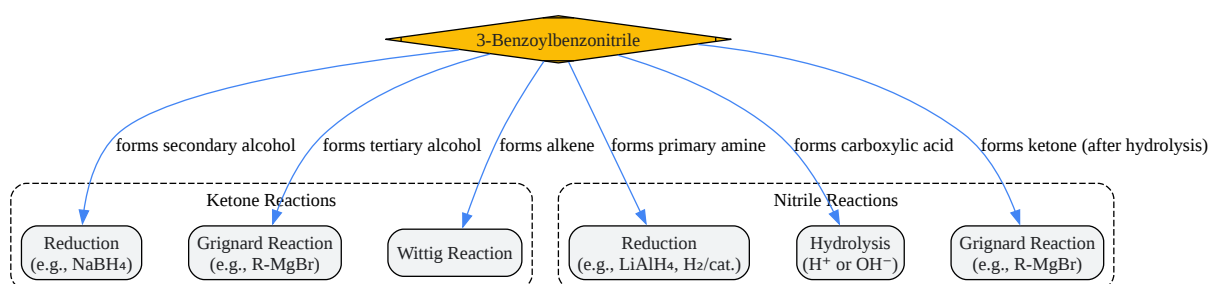 3-Benzoylbenzonitrile
forms secondary alcohol
forms tertiary alcohol
forms alkene
forms primary amine
forms carboxylic acid
forms ketone (after hydrolysis)
Ketone Reactions
Nitrile Reactions
Reduction
(e.g., NaBH₄)
Grignard Reaction
(e.g., R-MgBr)
Wittig Reaction
Reduction
(e.g., LiAlH₄, H₂/cat.)
Hydrolysis
(H⁺ or OH⁻)
Grignard Reaction
(e.g., R-MgBr)